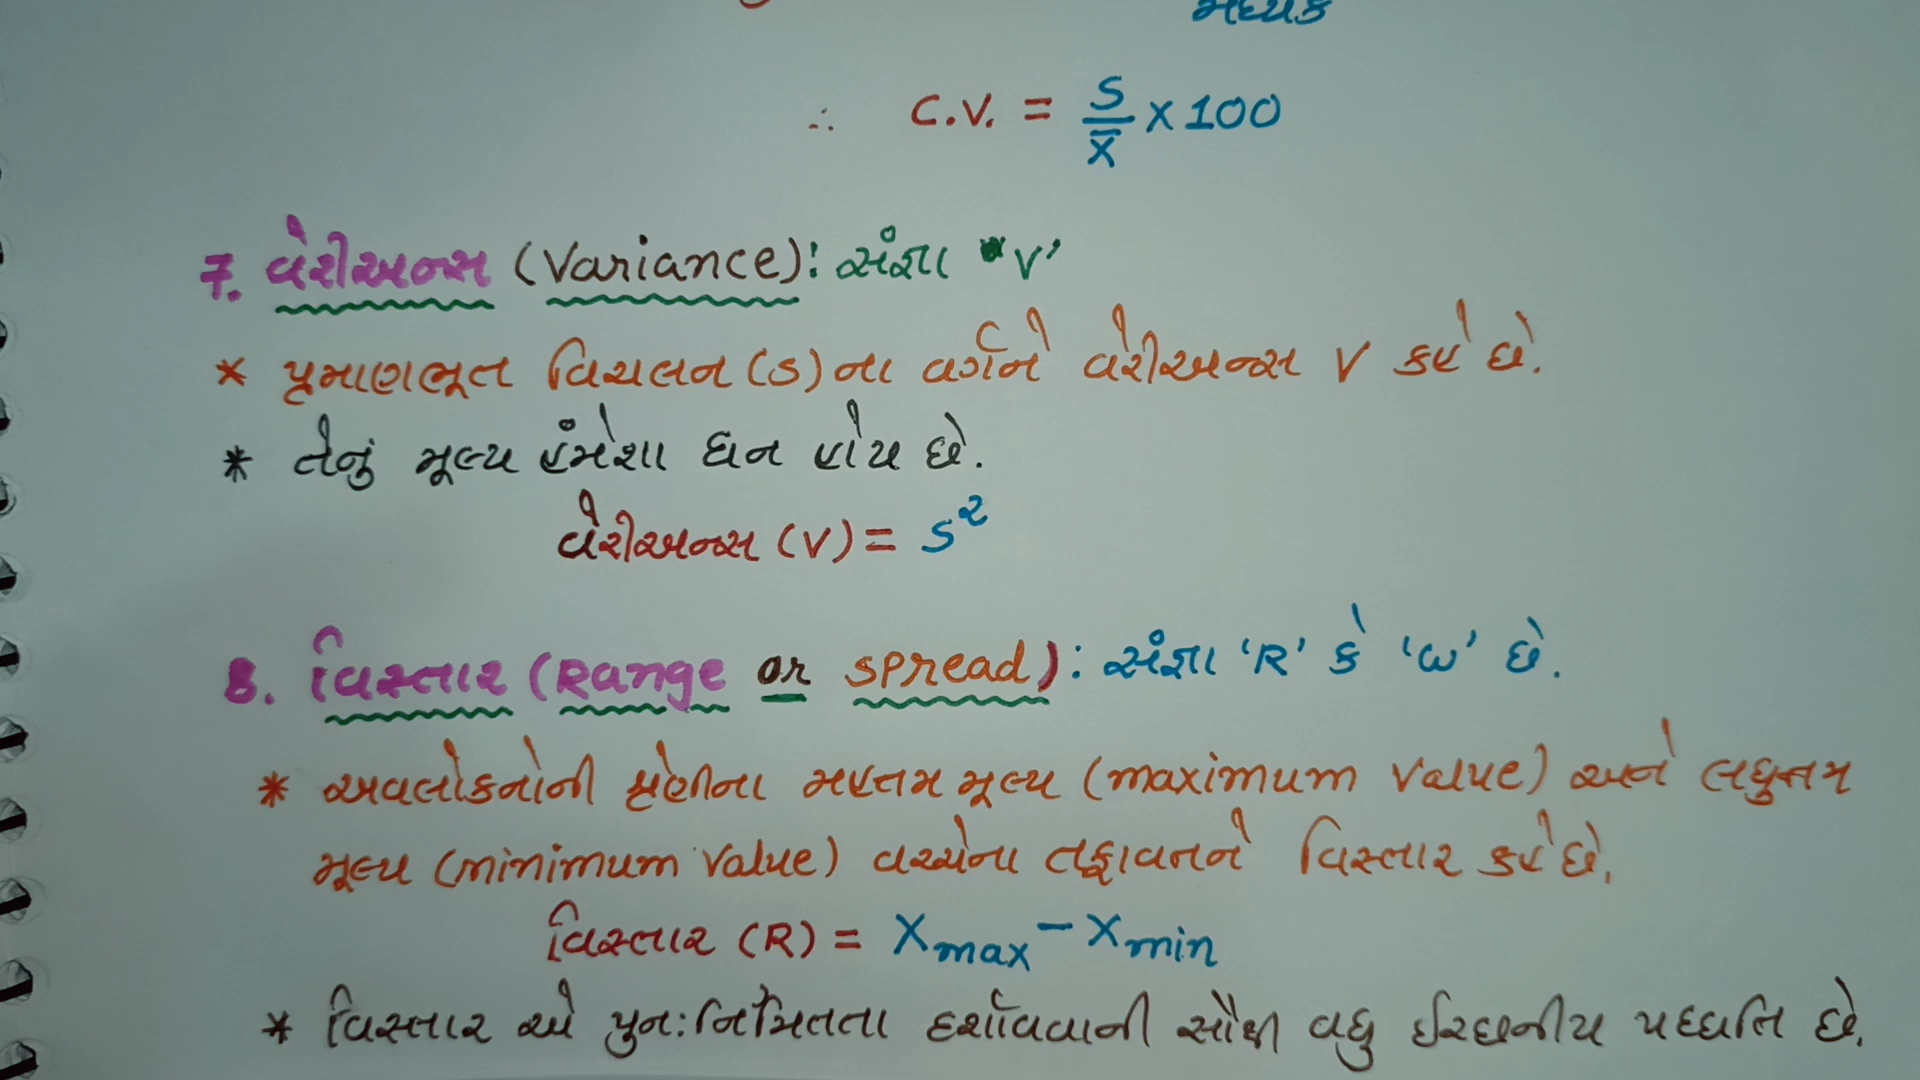 મધ્યક
∴ C.V. = S/x̄ × 100
7. વેરીઅન્સ (Variance): સંજ્ઞા "V'
* પ્રમાણભૂત વિચલન (S) ના વર્ગને વેરીઅન્સ V કહે છે.
* તેનું મૂલ્ય હંમેશા ધન હોય છે.
વેરીઅન્સ (V) = S²
8. વિસ્તાર (Range or spread): સંજ્ઞા 'R' કે 'ω' છે.
* અવલોકનોની શ્રેણીના મહત્તમ મૂલ્ય (maximum value) અને લઘુત્તમ
મૂલ્ય (minimum value) વચ્ચેના તફાવતને વિસ્તાર કહે છે.
વિસ્તાર (R) = Xmax - Xmin
* વિસ્તાર એ પુનઃનિર્મિતતા દર્શાવવાની સૌથી વધુ ઈચ્છનીય પદ્ધતિ છે.